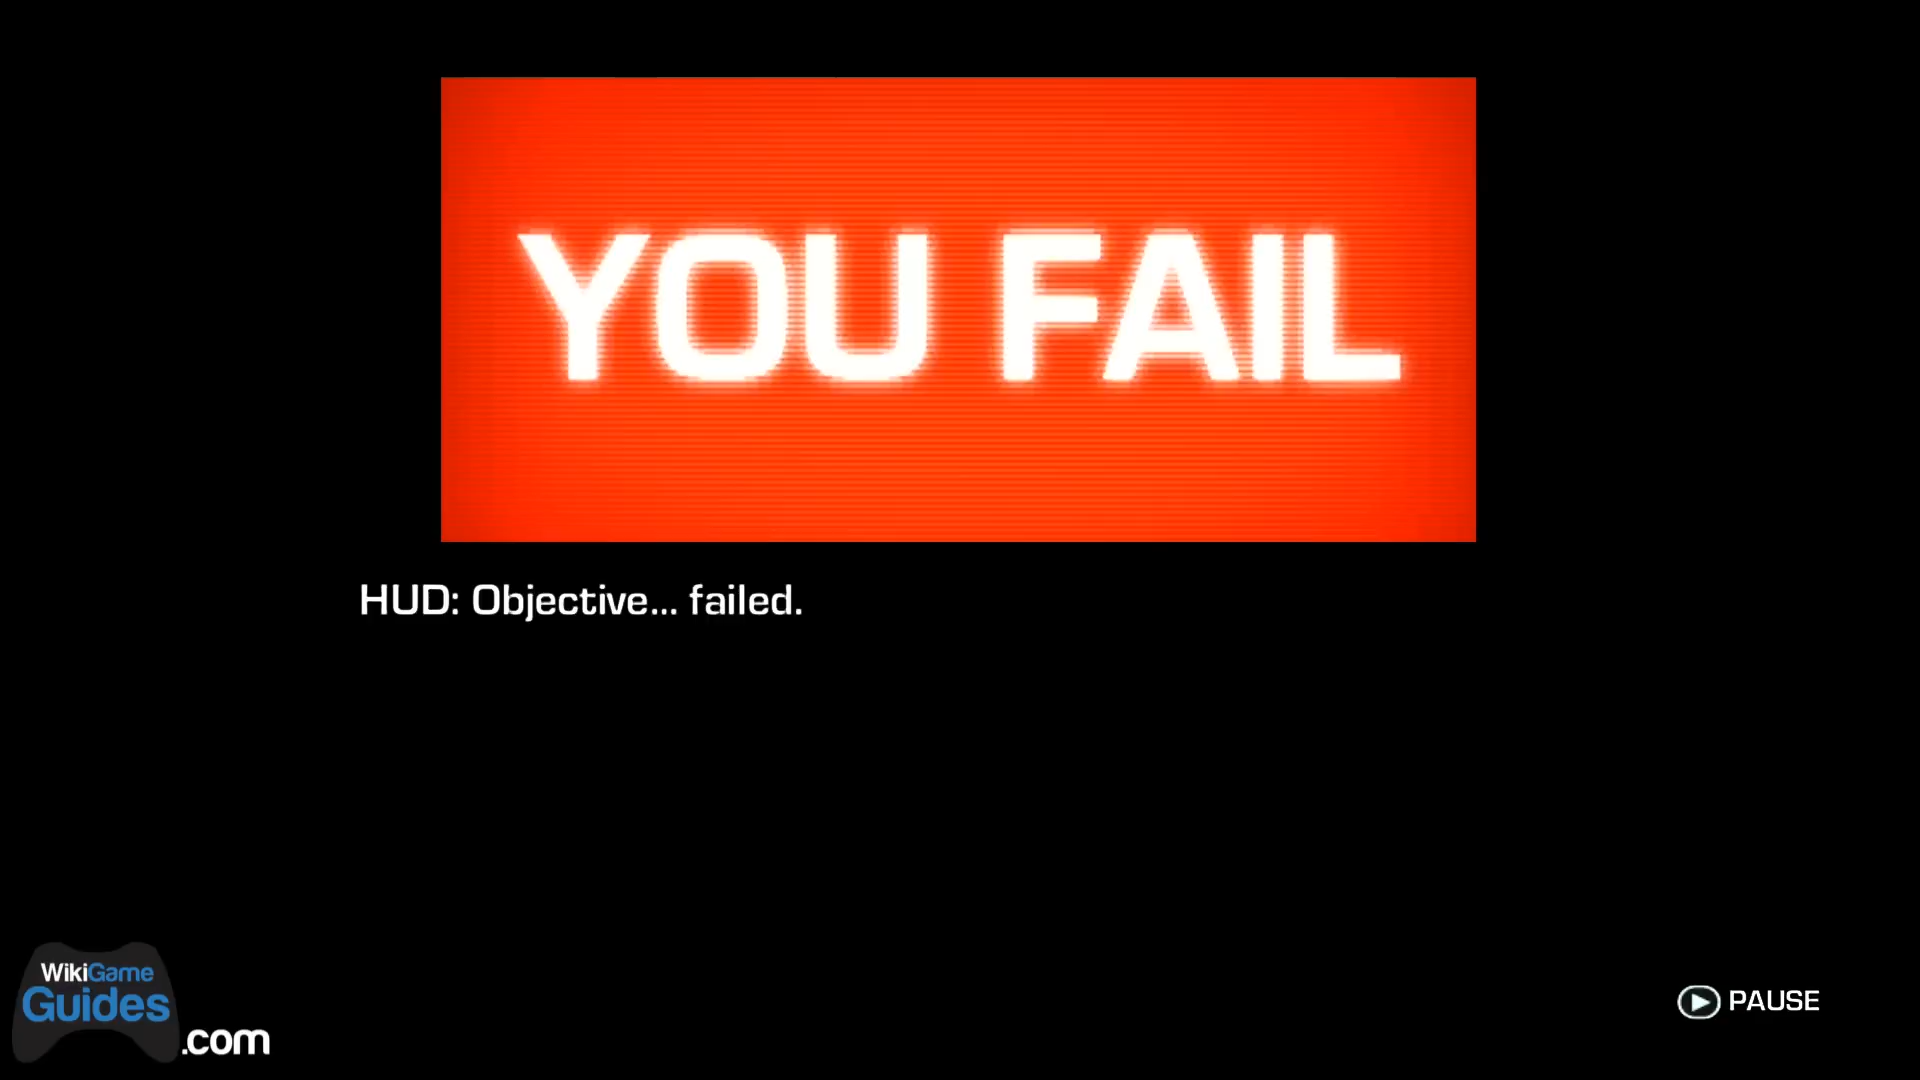 YOU FAIL
HUD: Objective... failed.
WikiGame
Guides
.com
PAUSE